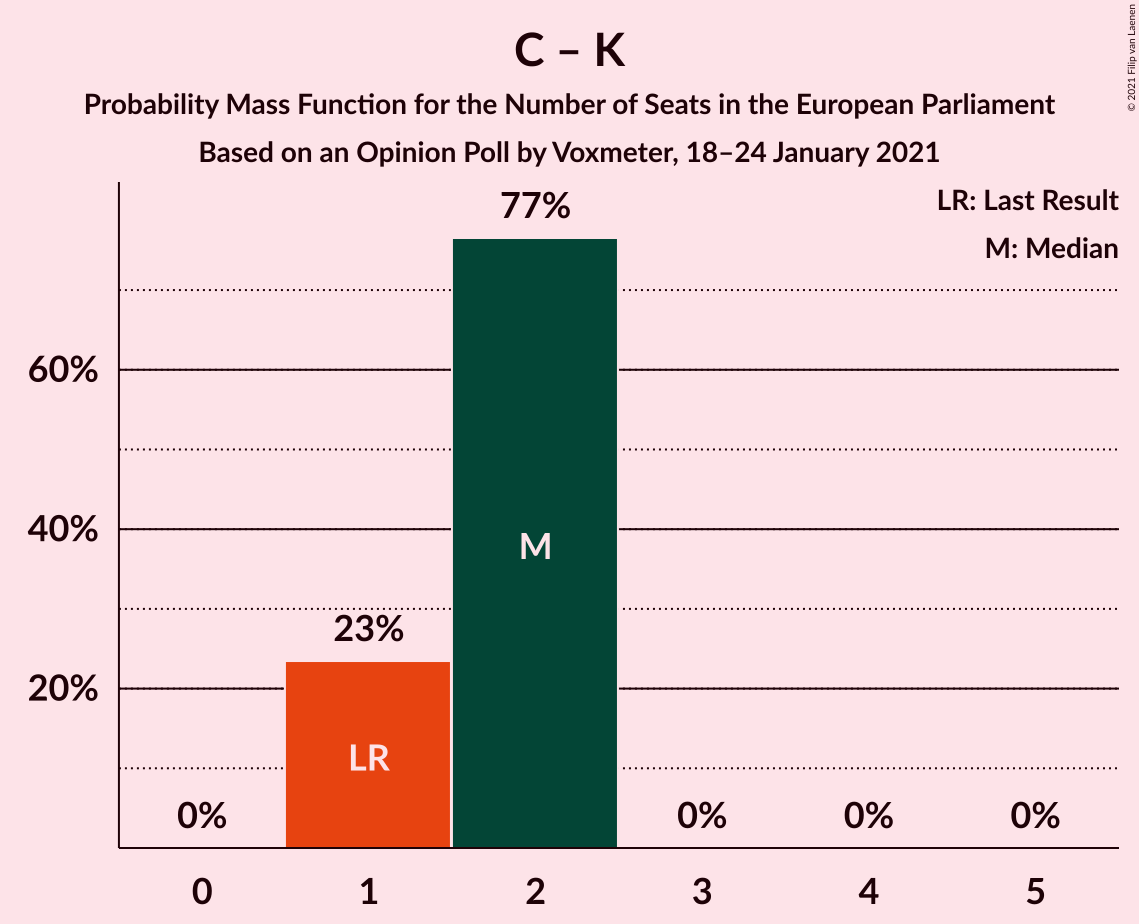 C – K
Probability Mass Function for the Number of Seats in the European Parliament
Based on an Opinion Poll by Voxmeter, 18–24 January 2021
© 2021 Filip van Laenen
LR: Last Result
M: Median
77%
60%
40%
M
23%
20%
LR
0%
0%
0%
0%
0
1
2
3
4
5